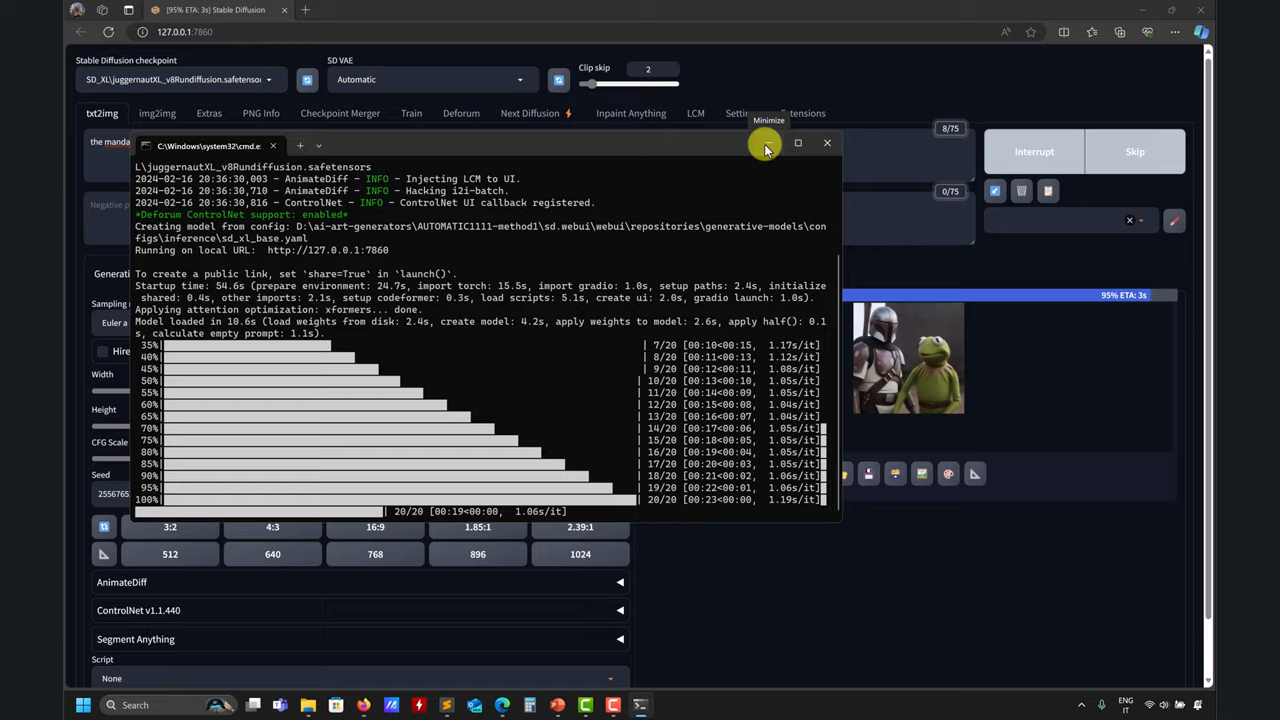 [95% ETA: 3s] Stable Diffusion
127.0.0.1:7860
Stable Diffusion checkpoint
SD_XL\juggernautXL_v8Rundiffusion.safetensor
SD VAE
Automatic
Clip skip
2
txt2img
img2img
Extras
PNG Info
Checkpoint Merger
Train
Deforum
Next Diffusion
Inpaint Anything
LCM
Setti
Extensions
Minimize
the manda
8/75
Interrupt
Skip
Negative p
0/75
C:\Windows\system32\cmd.e
L\juggernautXL_v8Rundiffusion.safetensors
2024-02-16 20:36:30,003 - AnimateDiff - INFO - Injecting LCM to UI.
2024-02-16 20:36:30,710 - AnimateDiff - INFO - Hacking i2i-batch.
2024-02-16 20:36:30,816 - ControlNet - INFO - ControlNet UI callback registered.
*Deforum ControlNet support: enabled*
Creating model from config: D:\ai-art-generators\AUTOMATIC1111-method1\sd.webui\webui\repositories\generative-models\con
figs\inference\sd_xl_base.yaml
Running on local URL:  http://127.0.0.1:7860
To create a public link, set `share=True` in `launch()`.
Startup time: 54.6s (prepare environment: 24.7s, import torch: 15.5s, import gradio: 1.0s, setup paths: 2.4s, initialize
shared: 0.4s, other imports: 2.1s, setup codeformer: 0.3s, load scripts: 5.1s, create ui: 2.0s, gradio launch: 1.0s).
Applying attention optimization: xformers... done.
Model loaded in 10.6s (load weights from disk: 2.4s, create model: 4.2s, apply weights to model: 2.6s, apply half(): 0.1
s, calculate empty prompt: 1.1s).
35%| | 7/20 [00:10<00:15,  1.17s/it]
40%| | 8/20 [00:11<00:13,  1.12s/it]
45%| | 9/20 [00:12<00:11,  1.08s/it]
50%| | 10/20 [00:13<00:10,  1.05s/it]
55%| | 11/20 [00:14<00:09,  1.05s/it]
60%| | 12/20 [00:15<00:08,  1.04s/it]
65%| | 13/20 [00:16<00:07,  1.04s/it]
70%| | 14/20 [00:17<00:06,  1.05s/it]
75%| | 15/20 [00:18<00:05,  1.05s/it]
80%| | 16/20 [00:19<00:04,  1.05s/it]
85%| | 17/20 [00:20<00:03,  1.05s/it]
90%| | 18/20 [00:21<00:02,  1.06s/it]
95%| | 19/20 [00:22<00:01,  1.06s/it]
100%| | 20/20 [00:23<00:00,  1.19s/it]
| 20/20 [00:19<00:00,  1.06s/it]
95% ETA: 3s
Generati
Sampling
Euler a
Hire
Width
Height
CFG Scale
Seed
2556765
3:2
4:3
16:9
1.85:1
2.39:1
512
640
768
896
1024
AnimateDiff
ControlNet v1.1.440
Segment Anything
Script
None
Search
ENG
IT